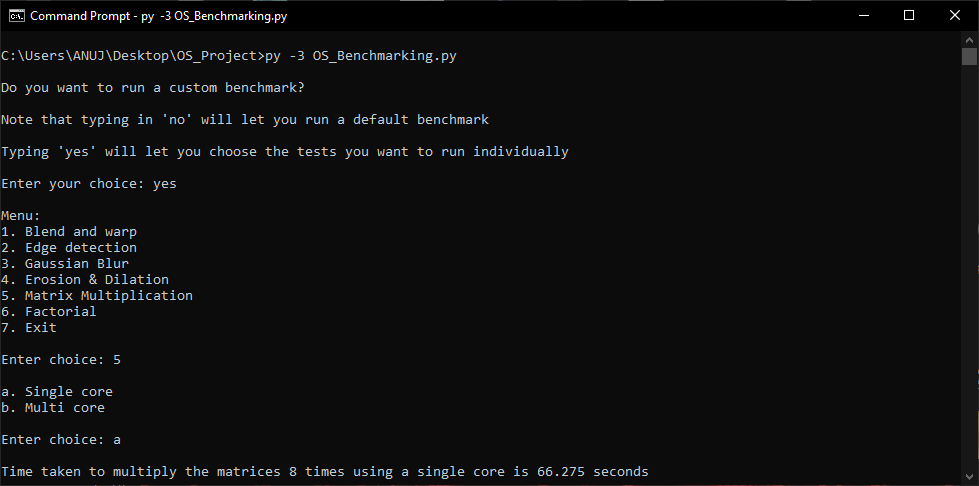 Command Prompt - py -3 OS_Benchmarking.py
C:\Users\ANUJ\Desktop\OS_Project>py -3 OS_Benchmarking.py
Do you want to run a custom benchmark?
Note that typing in 'no' will let you run a default benchmark
Typing 'yes' will let you choose the tests you want to run individually
Enter your choice: yes
Menu:
1. Blend and warp
2. Edge detection
3. Gaussian Blur
4. Erosion & Dilation
5. Matrix Multiplication
6. Factorial
7. Exit
Enter choice: 5
a. Single core
b. Multi core
Enter choice: a
Time taken to multiply the matrices 8 times using a single core is 66.275 seconds